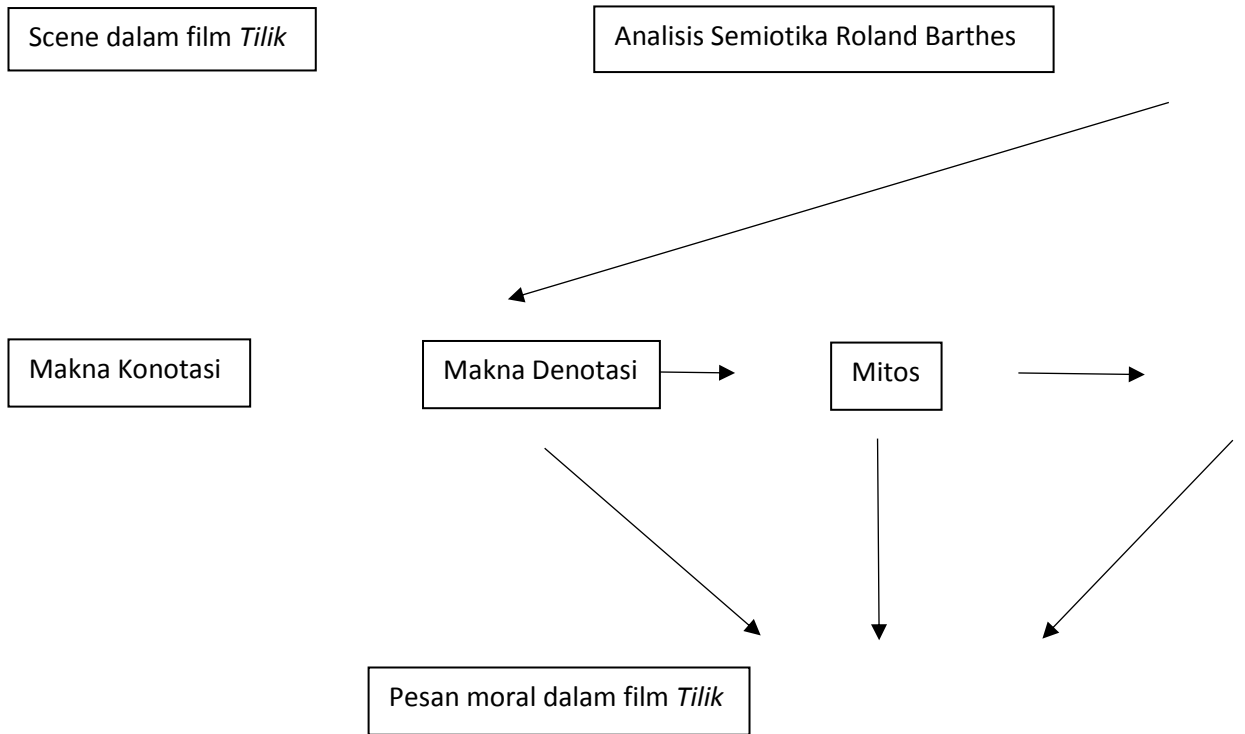 Scene dalam film Tilik
Analisis Semiotika Roland Barthes
Makna Konotasi
Makna Denotasi
Mitos
Pesan moral dalam film Tilik